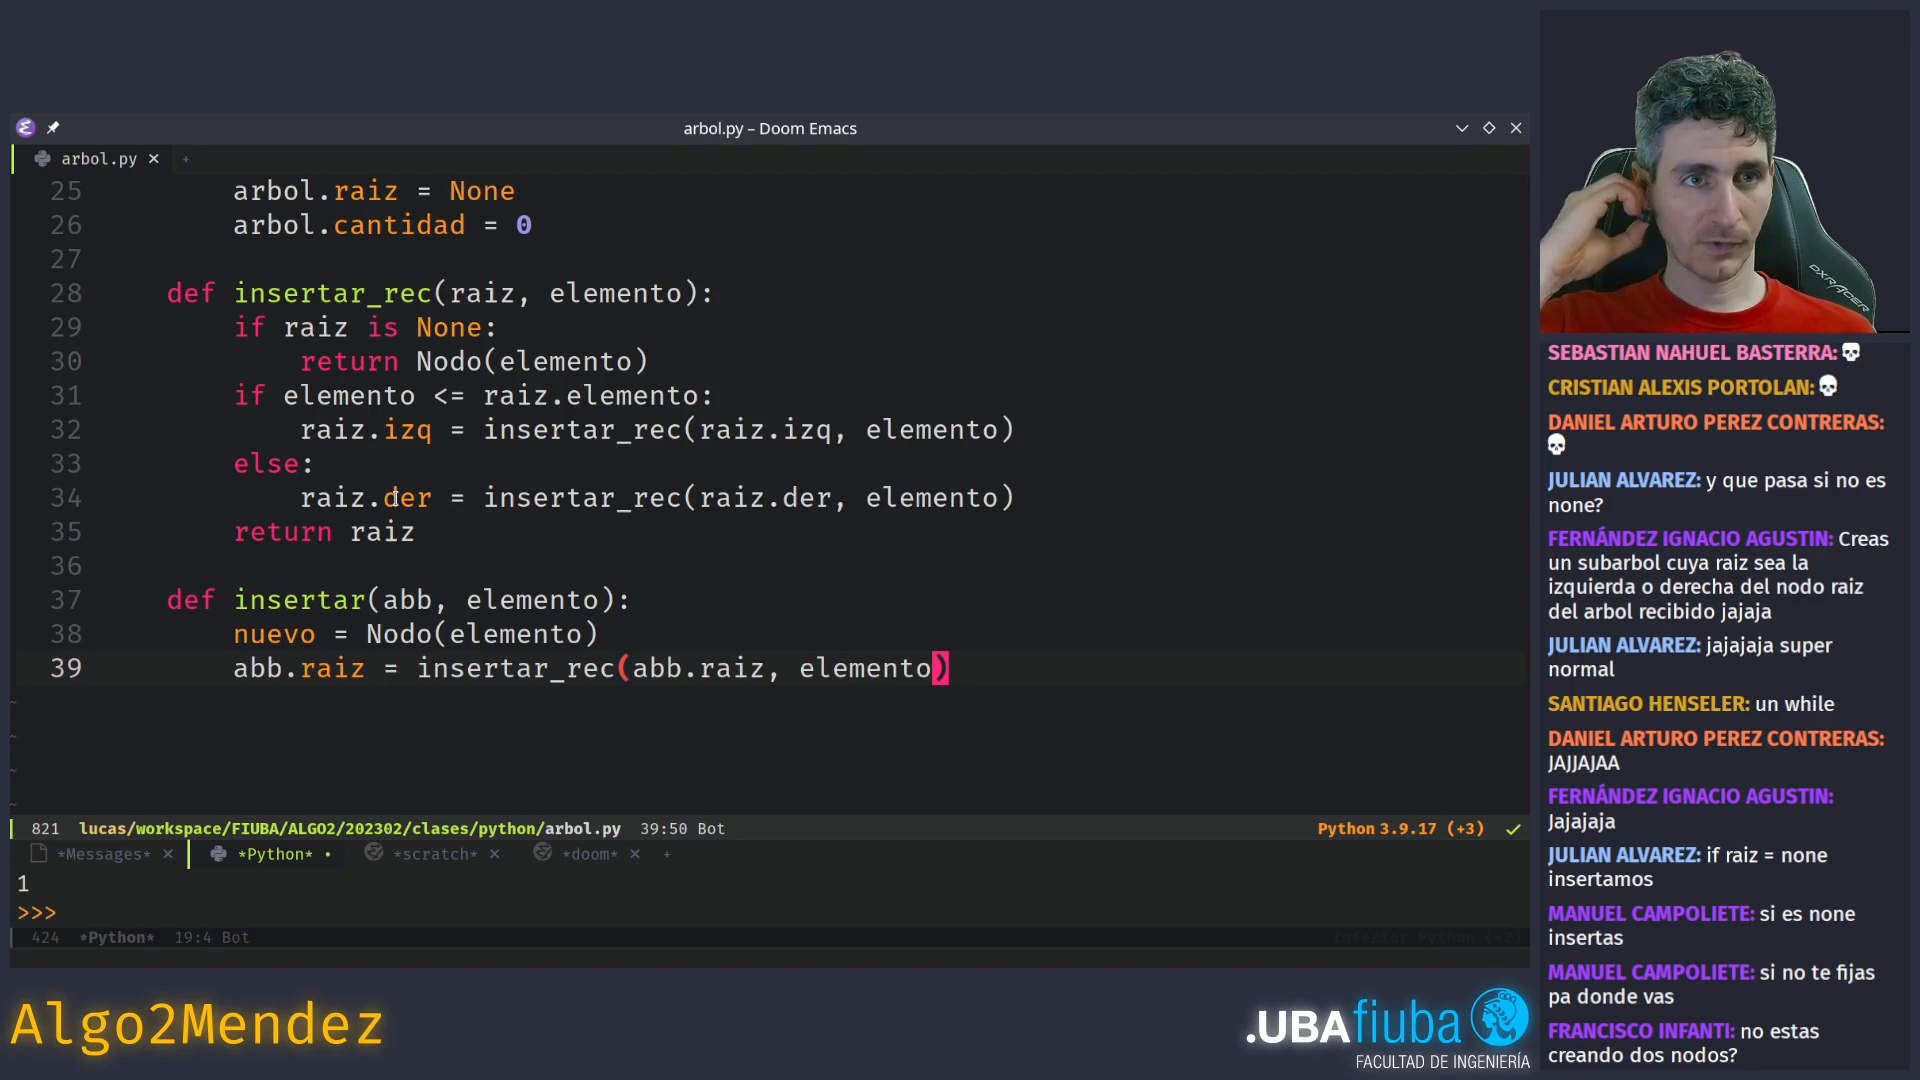 arbol.py – Doom Emacs
arbol.py
25 arbol.raiz = None
26 arbol.cantidad = 0
27
28 def insertar_rec(raiz, elemento):
29 if raiz is None:
30 return Nodo(elemento)
31 if elemento <= raiz.elemento:
32 raiz.izq = insertar_rec(raiz.izq, elemento)
33 else:
34 raiz.der = insertar_rec(raiz.der, elemento)
35 return raiz
36
37 def insertar(abb, elemento):
38 nuevo = Nodo(elemento)
39 abb.raiz = insertar_rec(abb.raiz, elemento)
821 lucas/workspace/FIUBA/ALGO2/202302/clases/python/arbol.py 39:50 Bot Python 3.9.17 (+3)
*Messages* *Python* *scratch* *doom*
1
>>>
424 *Python* 19:4 Bot
Algo2Mendez
.UBAfiuba
FACULTAD DE INGENIERÍA
DXRACER
SEBASTIAN NAHUEL BASTERRA: 💀
CRISTIAN ALEXIS PORTOLAN: 💀
DANIEL ARTURO PEREZ CONTRERAS:
💀
JULIAN ALVAREZ: y que pasa si no es
none?
FERNÁNDEZ IGNACIO AGUSTIN: Creas
un subarbol cuya raiz sea la
izquierda o derecha del nodo raiz
del arbol recibido jajaja
JULIAN ALVAREZ: jajajaja super
normal
SANTIAGO HENSELER: un while
DANIEL ARTURO PEREZ CONTRERAS:
JAJJAJAA
FERNÁNDEZ IGNACIO AGUSTIN:
Jajajaja
JULIAN ALVAREZ: if raiz = none
insertamos
MANUEL CAMPOLIETE: si es none
insertas
MANUEL CAMPOLIETE: si no te fijas
pa donde vas
FRANCISCO INFANTI: no estas
creando dos nodos?